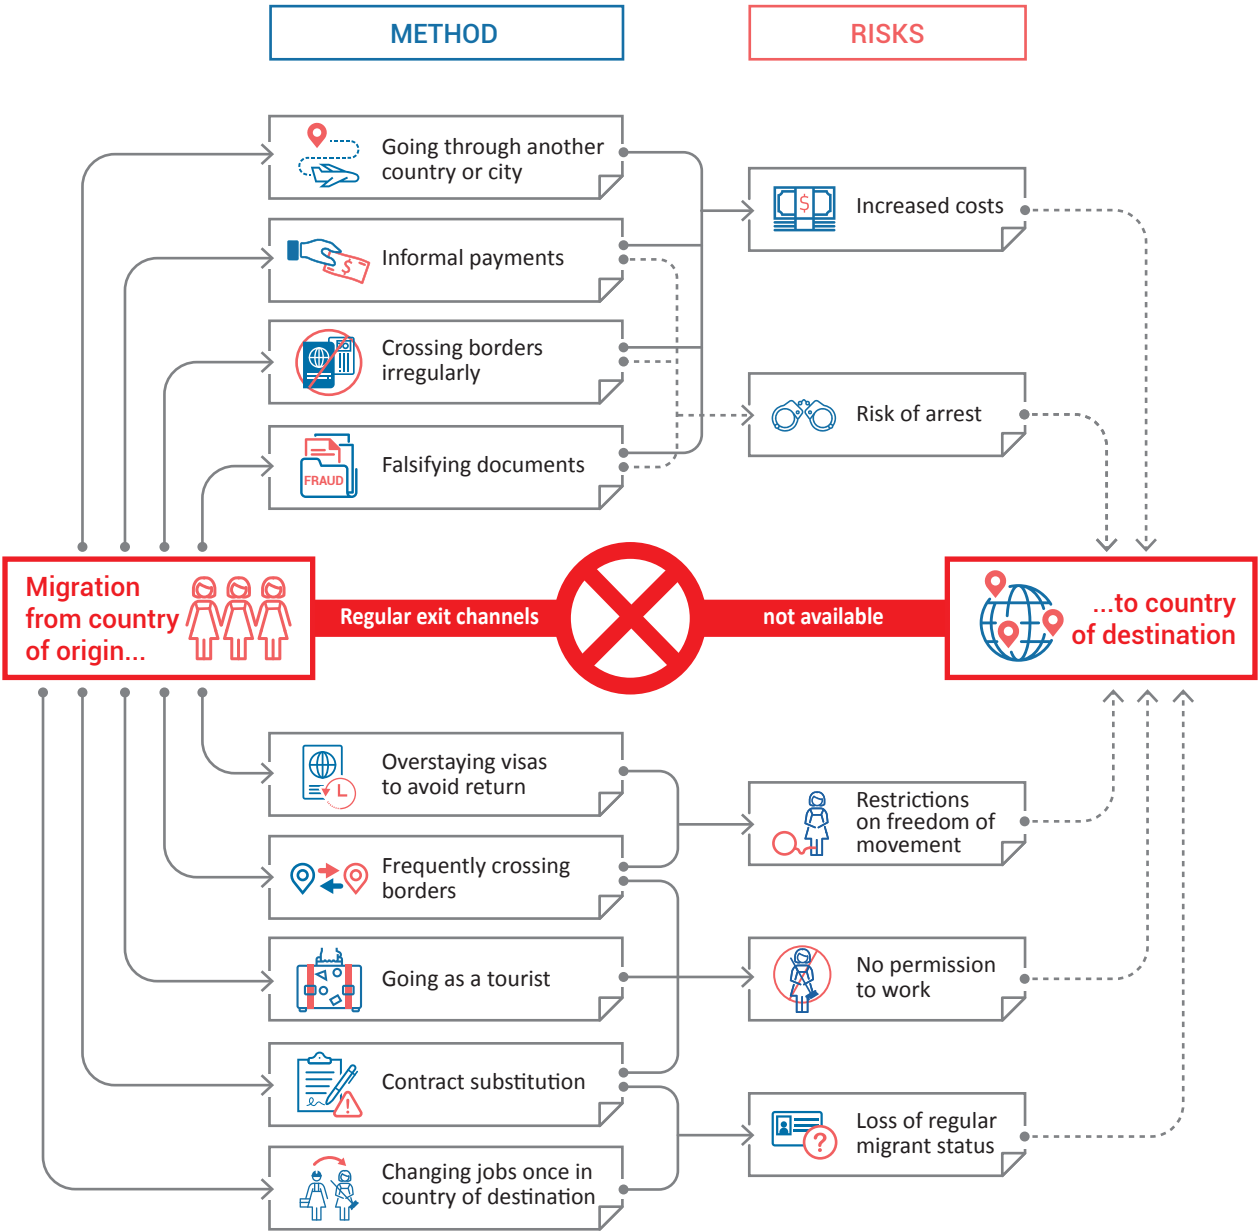 METHOD
RISKS
Going through another
country or city
Increased costs
$
Informal payments
$
Crossing borders
irregularly
Risk of arrest
Falsifying documents
FRAUD
Migration
from country
of origin...
Regular exit channels
not available
...to country
of destination
Overstaying visas
to avoid return
Restrictions
on freedom of
movement
Frequently crossing
borders
Going as a tourist
No permission
to work
Contract substitution
!
Loss of regular
migrant status
?
Changing jobs once in
country of destination